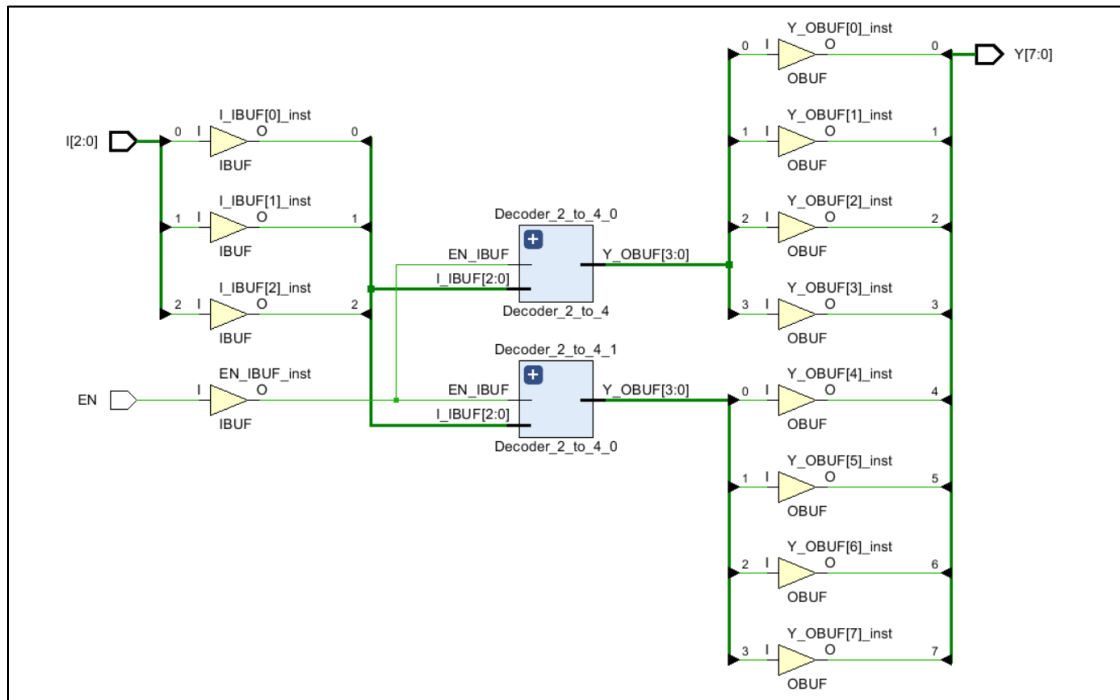 I[2:0]
0 I I_IBUF[0]_inst O 0
IBUF
1 I I_IBUF[1]_inst O 1
IBUF
2 I I_IBUF[2]_inst O 2
IBUF
EN
I EN_IBUF_inst O
IBUF
Decoder_2_to_4_0
EN_IBUF
I_IBUF[2:0]
Y_OBUF[3:0]
Decoder_2_to_4
Decoder_2_to_4_1
EN_IBUF
I_IBUF[2:0]
Y_OBUF[3:0]
Decoder_2_to_4_0
0 I Y_OBUF[0]_inst O 0
OBUF
1 I Y_OBUF[1]_inst O 1
OBUF
2 I Y_OBUF[2]_inst O 2
OBUF
3 I Y_OBUF[3]_inst O 3
OBUF
0 I Y_OBUF[4]_inst O 4
OBUF
1 I Y_OBUF[5]_inst O 5
OBUF
2 I Y_OBUF[6]_inst O 6
OBUF
3 I Y_OBUF[7]_inst O 7
OBUF
Y[7:0]